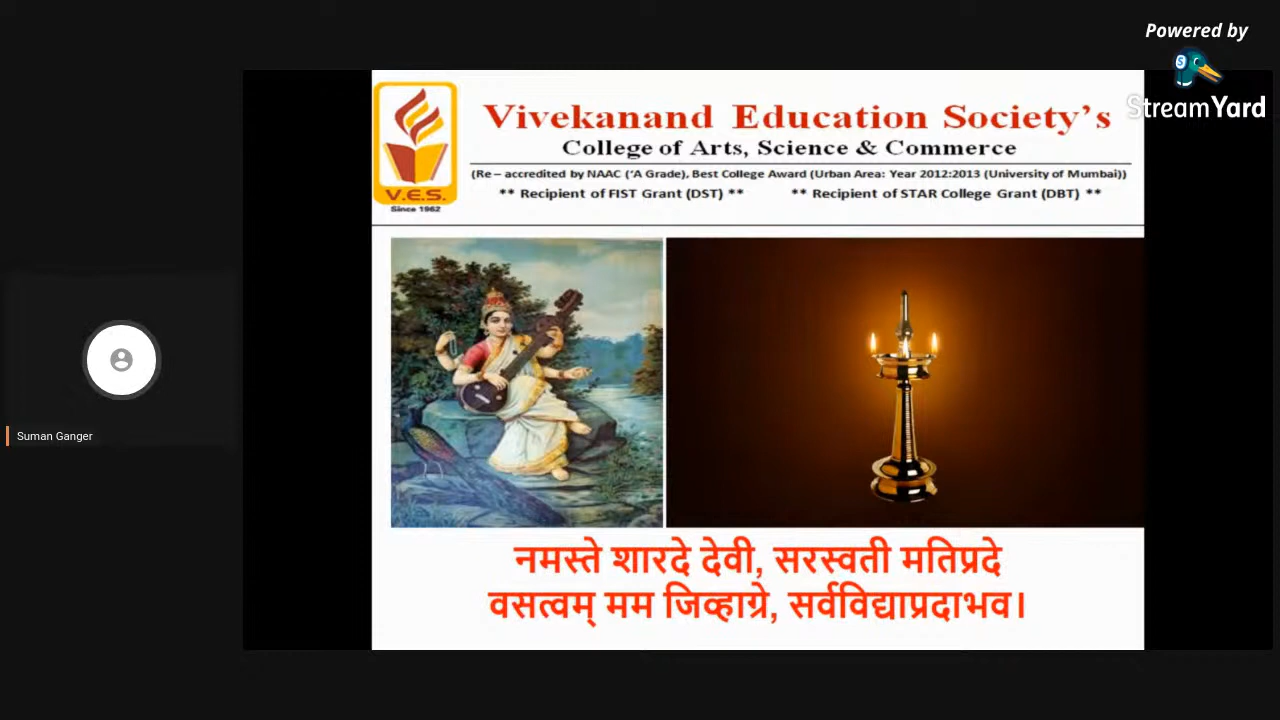 Powered by
StreamYard
Vivekanand Education Society's
College of Arts, Science & Commerce
(Re – accredited by NAAC ('A Grade), Best College Award (Urban Area: Year 2012:2013 (University of Mumbai))
** Recipient of FIST Grant (DST) ** ** Recipient of STAR College Grant (DBT) **
V.E.S.
Since 1962
Suman Ganger
नमस्ते शारदे देवी, सरस्वती मतिप्रदे
वसत्वम् मम जिव्हाग्रे, सर्वविद्याप्रदाभव।